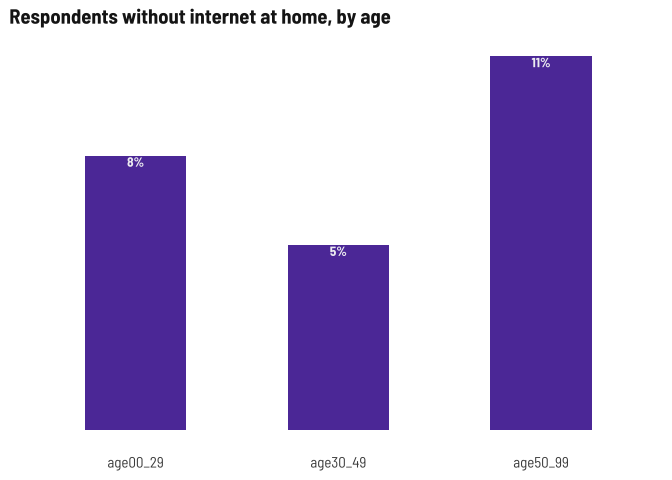 Respondents without internet at home, by age
11%
8%
5%
age00_29
age30_49
age50_99